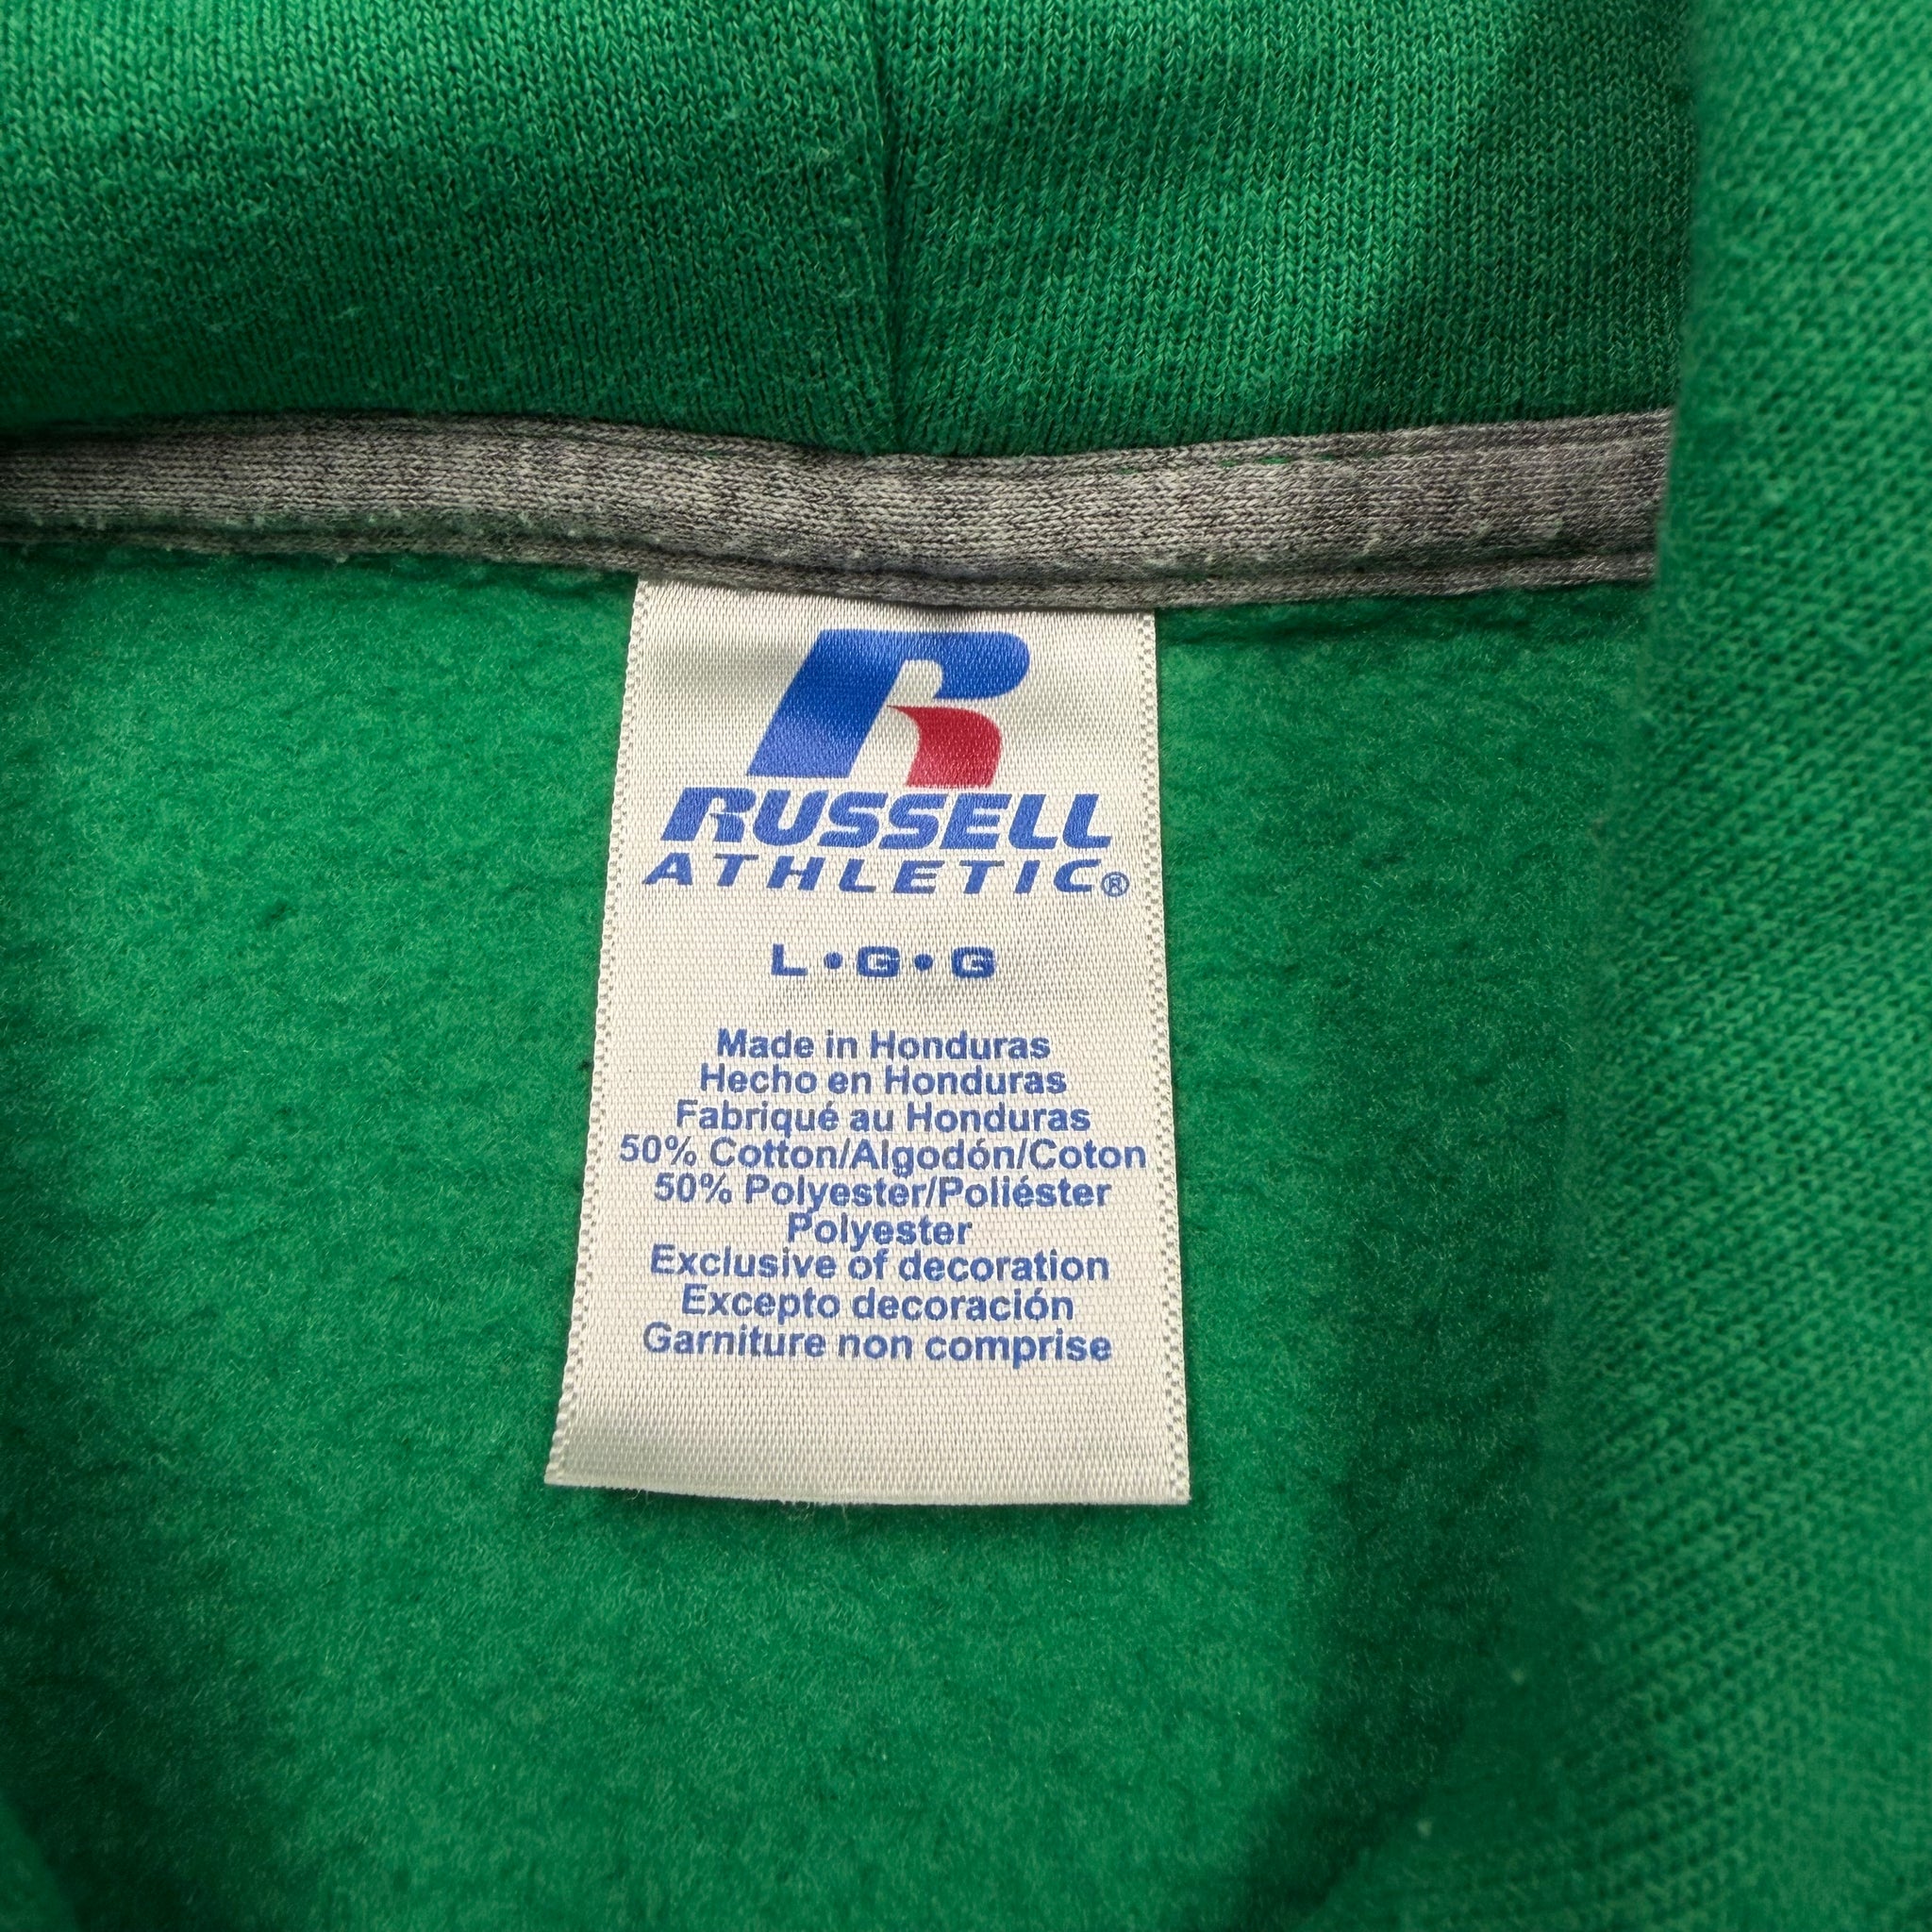 R
RUSSELL
ATHLETIC®
L • G • G
Made in Honduras
Hecho en Honduras
Fabriqué au Honduras
50% Cotton/Algodón/Coton
50% Polyester/Poliéster
Polyester
Exclusive of decoration
Excepto decoración
Garniture non comprise